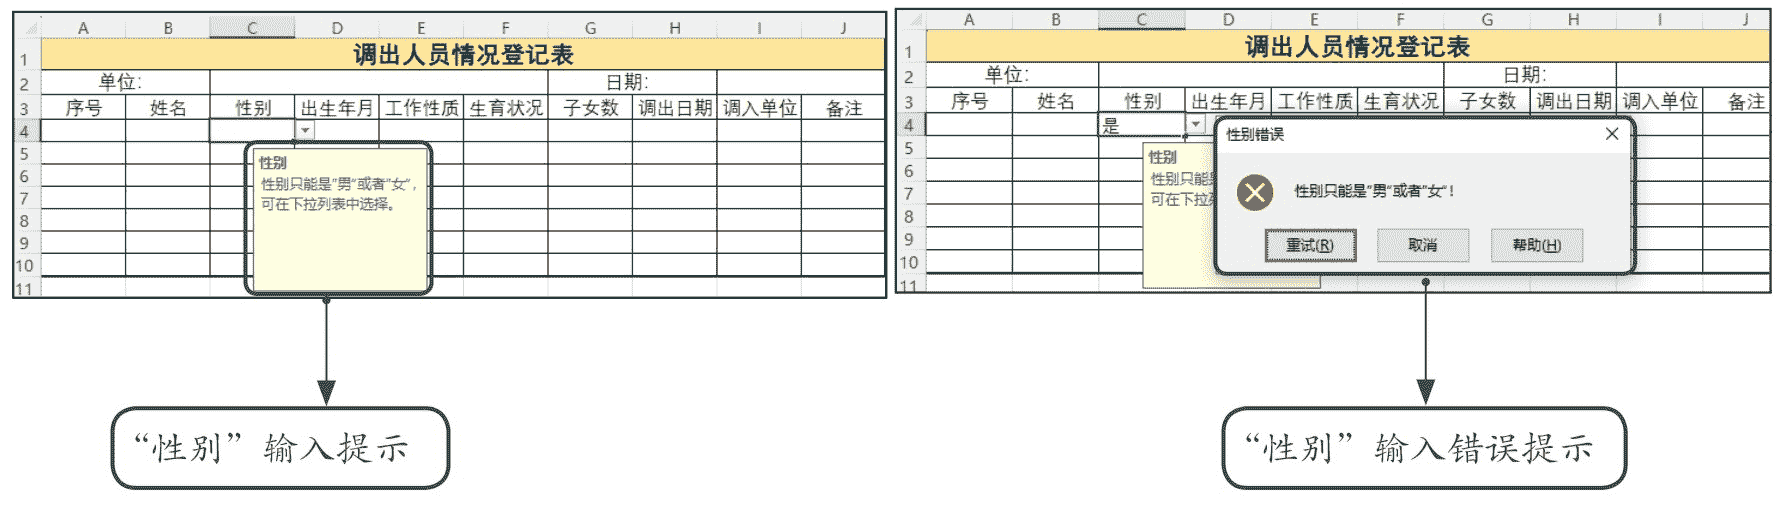 A B C D E F G H I J
1 调出人员情况登记表
2 单位: 日期:
3 序号 姓名 性别 出生年月 工作性质 生育状况 子女数 调出日期 调入单位 备注
4
5
6
7
8
9
10
11
性别
性别只能是"男"或者"女",
可在下拉列表中选择。
“性别”输入提示
A B C D E F G H I J
1 调出人员情况登记表
2 单位: 日期:
3 序号 姓名 性别 出生年月 工作性质 生育状况 子女数 调出日期 调入单位 备注
4 是
5
6
7
8
9
10
11
性别
性别只能
可在下拉
性别错误
性别只能是"男"或者"女"!
重试(R) 取消 帮助(H)
“性别”输入错误提示